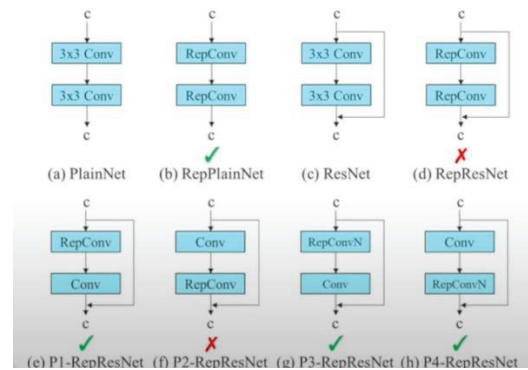 c c c c
3x3 Conv RepConv 3x3 Conv RepConv
3x3 Conv RepConv 3x3 Conv RepConv
c c c c
✓ ✗
(a) PlainNet (b) RepPlainNet (c) ResNet (d) RepResNet
c c c c
RepConv Conv RepConvN Conv
Conv RepConv Conv RepConvN
c c c c
✓ ✗ ✓ ✓
(e) P1-RepResNet (f) P2-RepResNet (g) P3-RepResNet (h) P4-RepResNet